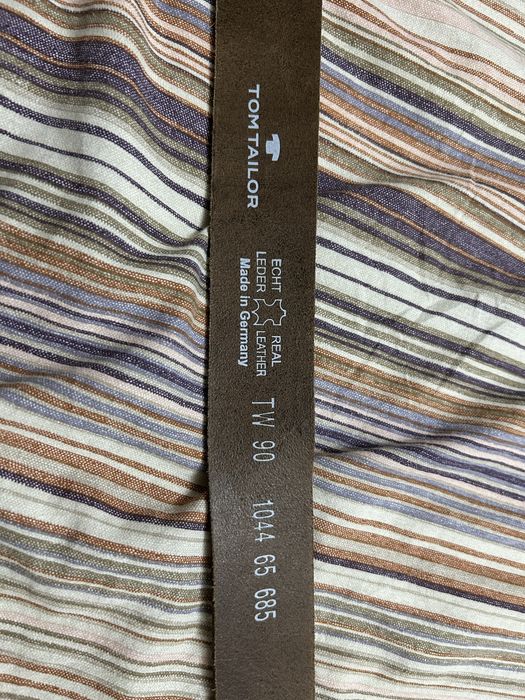 TOM TAILOR
ECHT LEDER
REAL LEATHER
Made in Germany
TW 90 1044 65 685